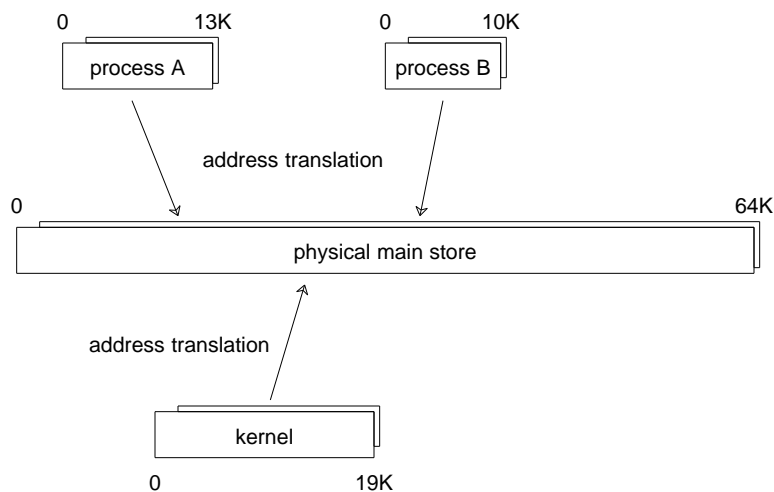 0 13K 0 10K
process A process B
address translation
0 64K
physical main store
address translation
kernel
0 19K